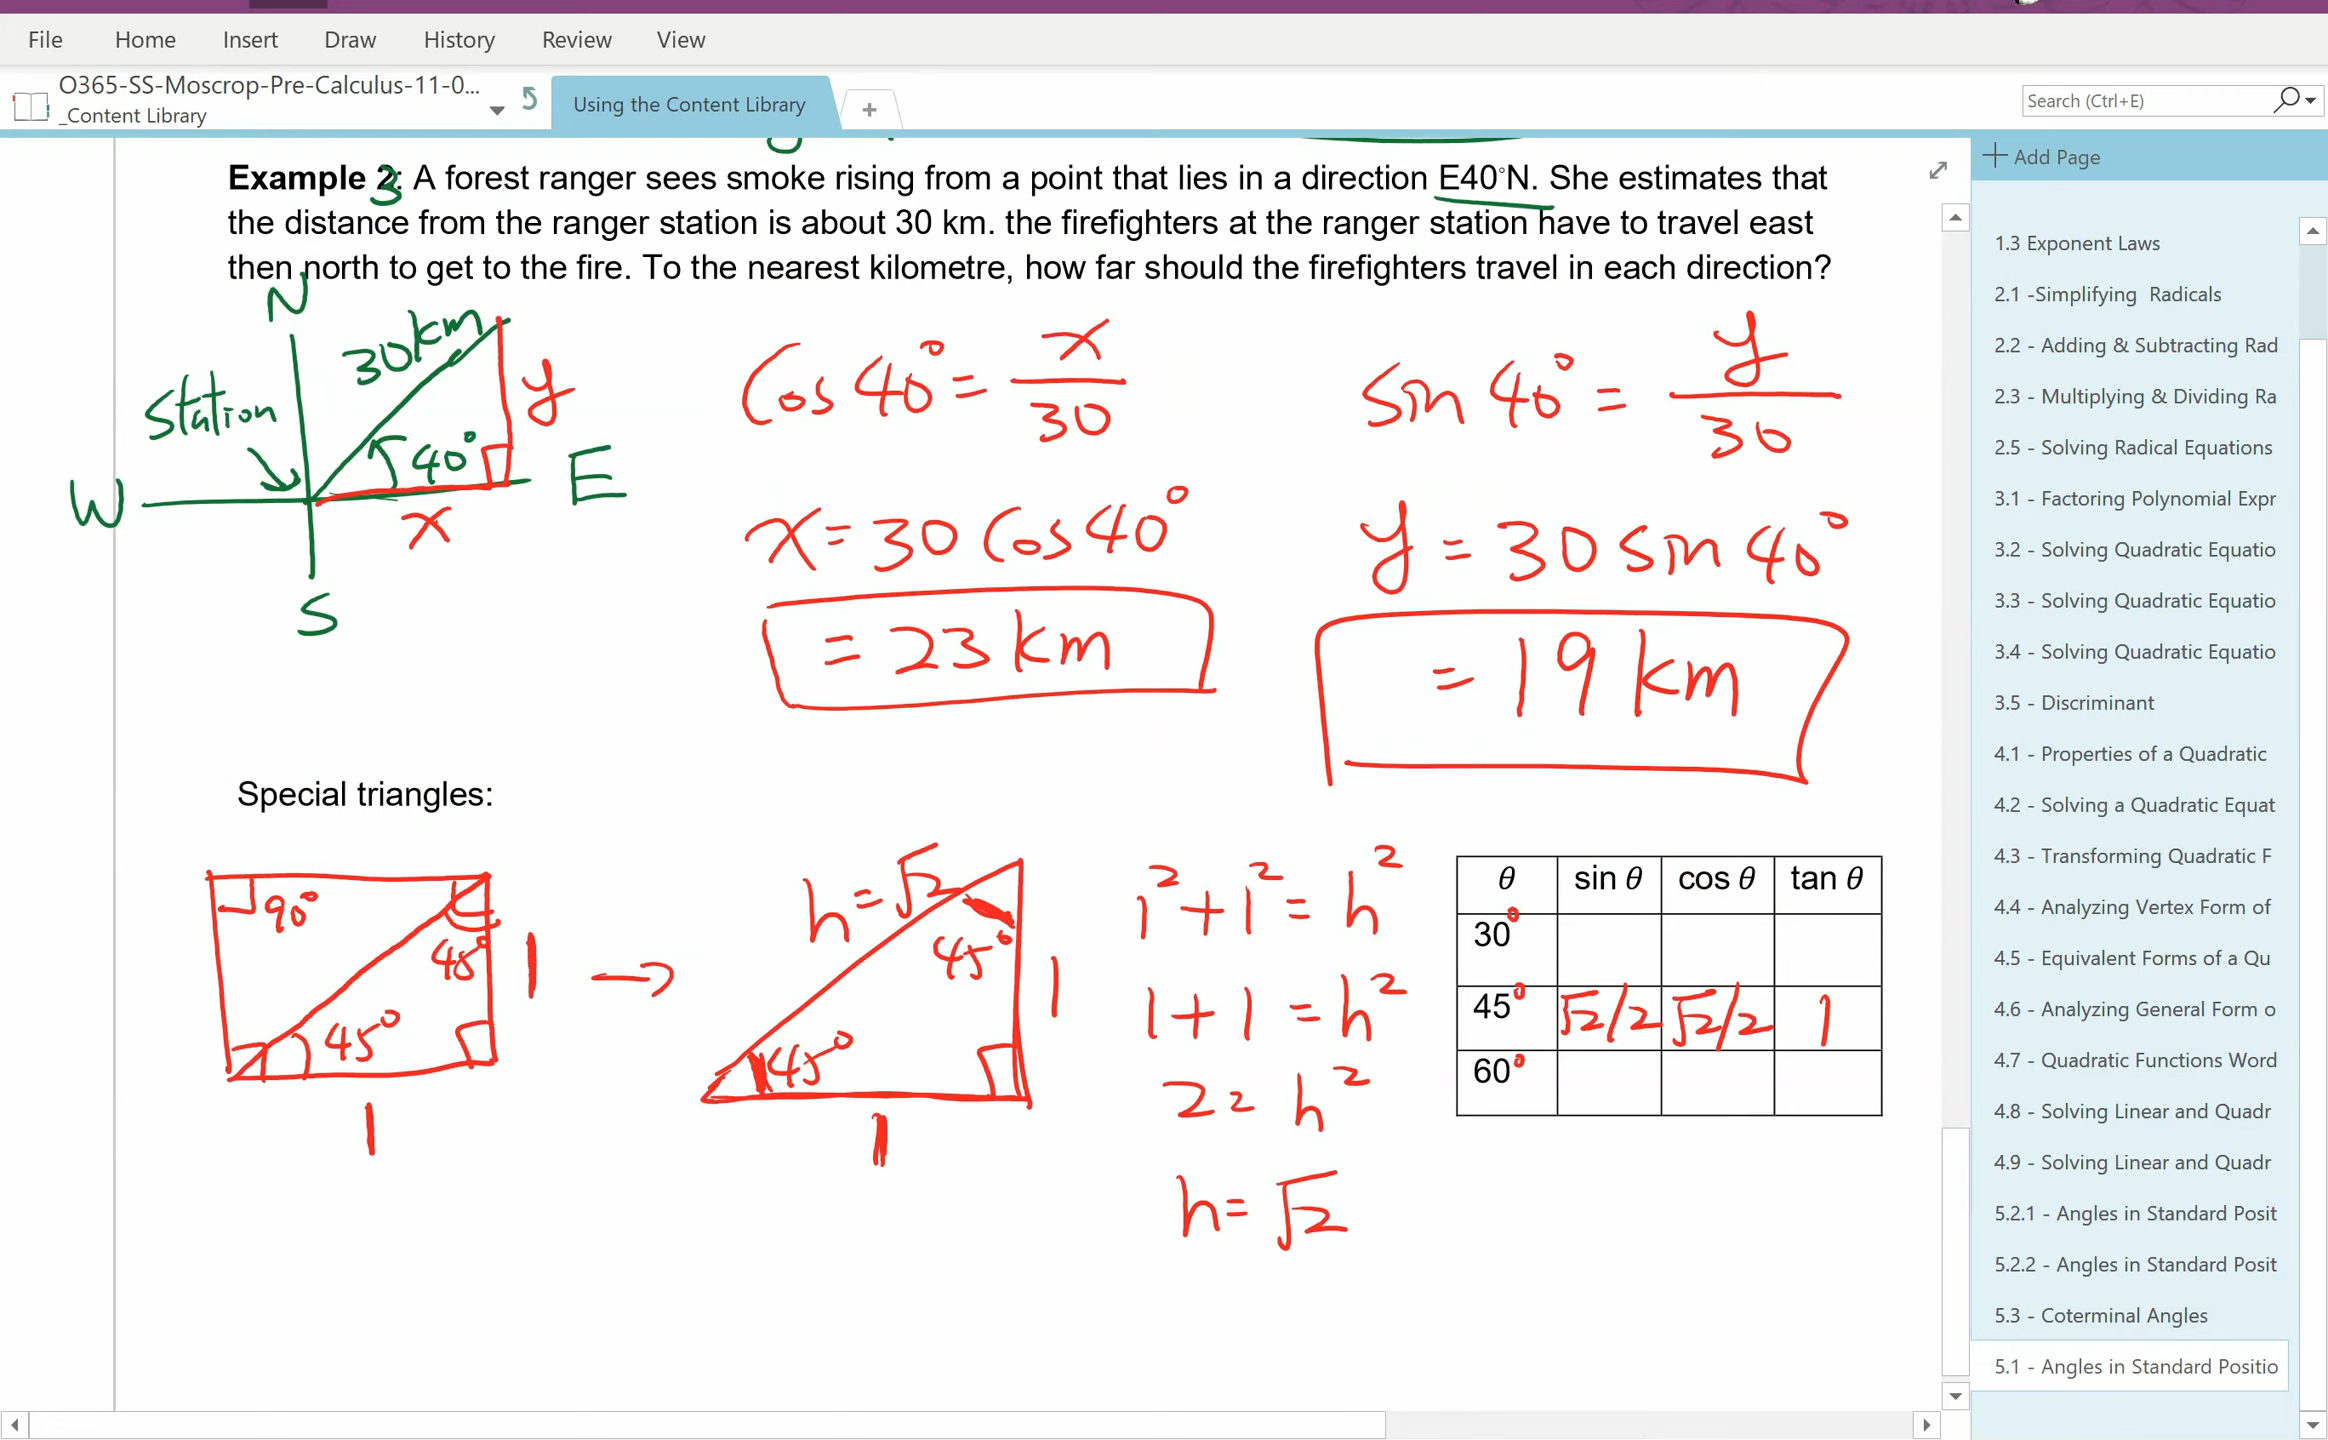 File Home Insert Draw History Review View
O365-SS-Moscrop-Pre-Calculus-11-0...
_Content Library
Using the Content Library
Search (Ctrl+E)
Add Page
Example 3: A forest ranger sees smoke rising from a point that lies in a direction E40°N. She estimates that
the distance from the ranger station is about 30 km. the firefighters at the ranger station have to travel east
then north to get to the fire. To the nearest kilometre, how far should the firefighters travel in each direction?
N
30 km
Station
y
40°
W
E
x
S
Cos 40° = x/30
x = 30 Cos 40°
= 23 km
sin 40° = y/30
y = 30 sin 40°
= 19 km
Special triangles:
90°
45°
1
45°
1
h = √2
45°
1
45°
1
1² + 1² = h²
1 + 1 = h²
2 = h²
h = √2
θ sin θ cos θ tan θ
30°
45° √2/2 √2/2 1
60°
1.3 Exponent Laws
2.1 -Simplifying Radicals
2.2 - Adding & Subtracting Rad
2.3 - Multiplying & Dividing Ra
2.5 - Solving Radical Equations
3.1 - Factoring Polynomial Expr
3.2 - Solving Quadratic Equatio
3.3 - Solving Quadratic Equatio
3.4 - Solving Quadratic Equatio
3.5 - Discriminant
4.1 - Properties of a Quadratic
4.2 - Solving a Quadratic Equat
4.3 - Transforming Quadratic F
4.4 - Analyzing Vertex Form of
4.5 - Equivalent Forms of a Qu
4.6 - Analyzing General Form o
4.7 - Quadratic Functions Word
4.8 - Solving Linear and Quadr
4.9 - Solving Linear and Quadr
5.2.1 - Angles in Standard Posit
5.2.2 - Angles in Standard Posit
5.3 - Coterminal Angles
5.1 - Angles in Standard Positio